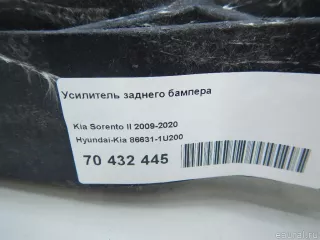 Усилитель заднего бампера
Kia Sorento II 2009-2020
Hyundai-Kia 86631-1U200
70 432 445